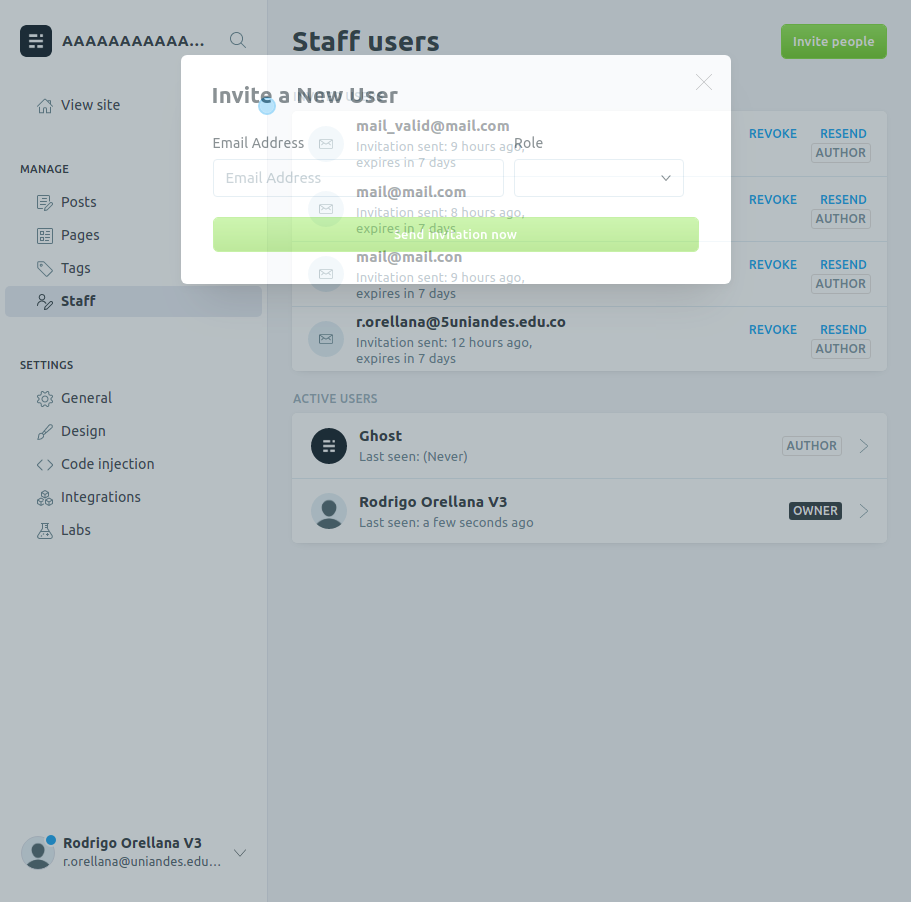 AAAAAAAAAAA...
View site
MANAGE
Posts
Pages
Tags
Staff
SETTINGS
General
Design
Code injection
Integrations
Labs
Rodrigo Orellana V3
r.orellana@uniandes.edu...
Staff users
Invite people
Invite a New User
Email Address
Role
Email Address
Send invitation now
mail_valid@mail.com
Invitation sent: 9 hours ago,
expires in 7 days
REVOKE RESEND
AUTHOR
mail@mail.com
Invitation sent: 8 hours ago,
expires in 7 days
REVOKE RESEND
AUTHOR
mail@mail.con
Invitation sent: 9 hours ago,
expires in 7 days
REVOKE RESEND
AUTHOR
r.orellana@5uniandes.edu.co
Invitation sent: 12 hours ago,
expires in 7 days
REVOKE RESEND
AUTHOR
ACTIVE USERS
Ghost
Last seen: (Never)
AUTHOR
Rodrigo Orellana V3
Last seen: a few seconds ago
OWNER